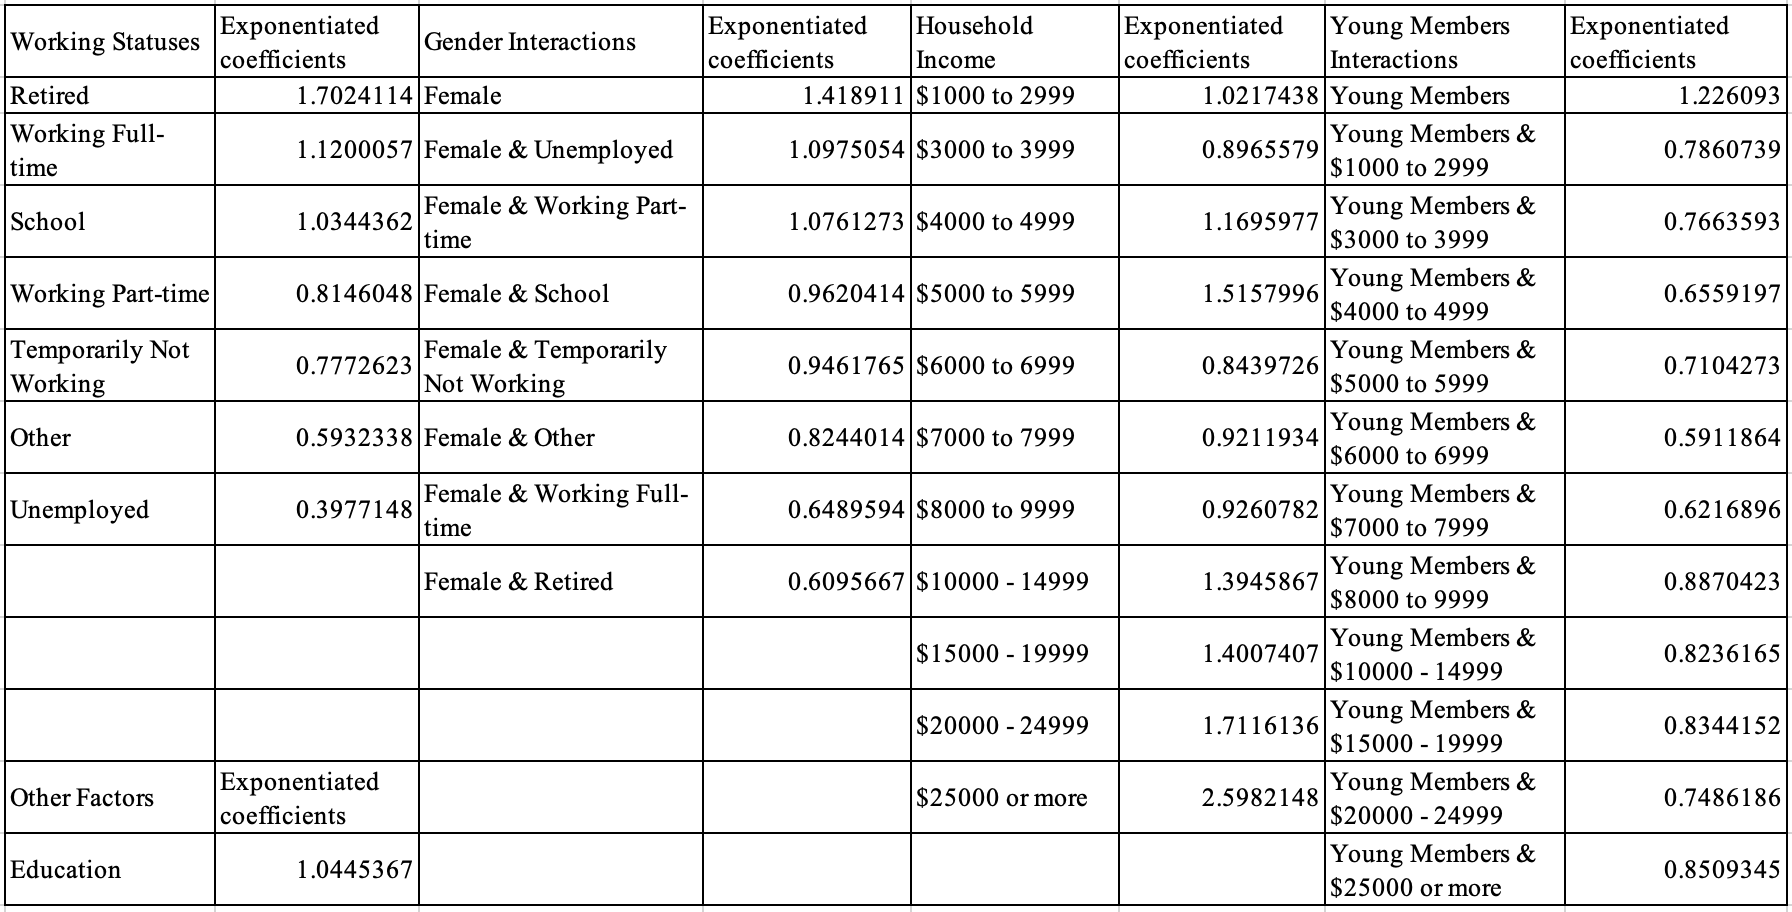 Working Statuses | Exponentiated coefficients | Gender Interactions | Exponentiated coefficients | Household Income | Exponentiated coefficients | Young Members Interactions | Exponentiated coefficients
Retired | 1.7024114 | Female | 1.418911 | $1000 to 2999 | 1.0217438 | Young Members | 1.226093
Working Full-time | 1.1200057 | Female & Unemployed | 1.0975054 | $3000 to 3999 | 0.8965579 | Young Members & $1000 to 2999 | 0.7860739
School | 1.0344362 | Female & Working Part-time | 1.0761273 | $4000 to 4999 | 1.1695977 | Young Members & $3000 to 3999 | 0.7663593
Working Part-time | 0.8146048 | Female & School | 0.9620414 | $5000 to 5999 | 1.5157996 | Young Members & $4000 to 4999 | 0.6559197
Temporarily Not Working | 0.7772623 | Female & Temporarily Not Working | 0.9461765 | $6000 to 6999 | 0.8439726 | Young Members & $5000 to 5999 | 0.7104273
Other | 0.5932338 | Female & Other | 0.8244014 | $7000 to 7999 | 0.9211934 | Young Members & $6000 to 6999 | 0.5911864
Unemployed | 0.3977148 | Female & Working Full-time | 0.6489594 | $8000 to 9999 | 0.9260782 | Young Members & $7000 to 7999 | 0.6216896
Female & Retired | 0.6095667 | $10000 - 14999 | 1.3945867 | Young Members & $8000 to 9999 | 0.8870423
$15000 - 19999 | 1.4007407 | Young Members & $10000 - 14999 | 0.8236165
$20000 - 24999 | 1.7116136 | Young Members & $15000 - 19999 | 0.8344152
Other Factors | Exponentiated coefficients | $25000 or more | 2.5982148 | Young Members & $20000 - 24999 | 0.7486186
Education | 1.0445367 | Young Members & $25000 or more | 0.8509345